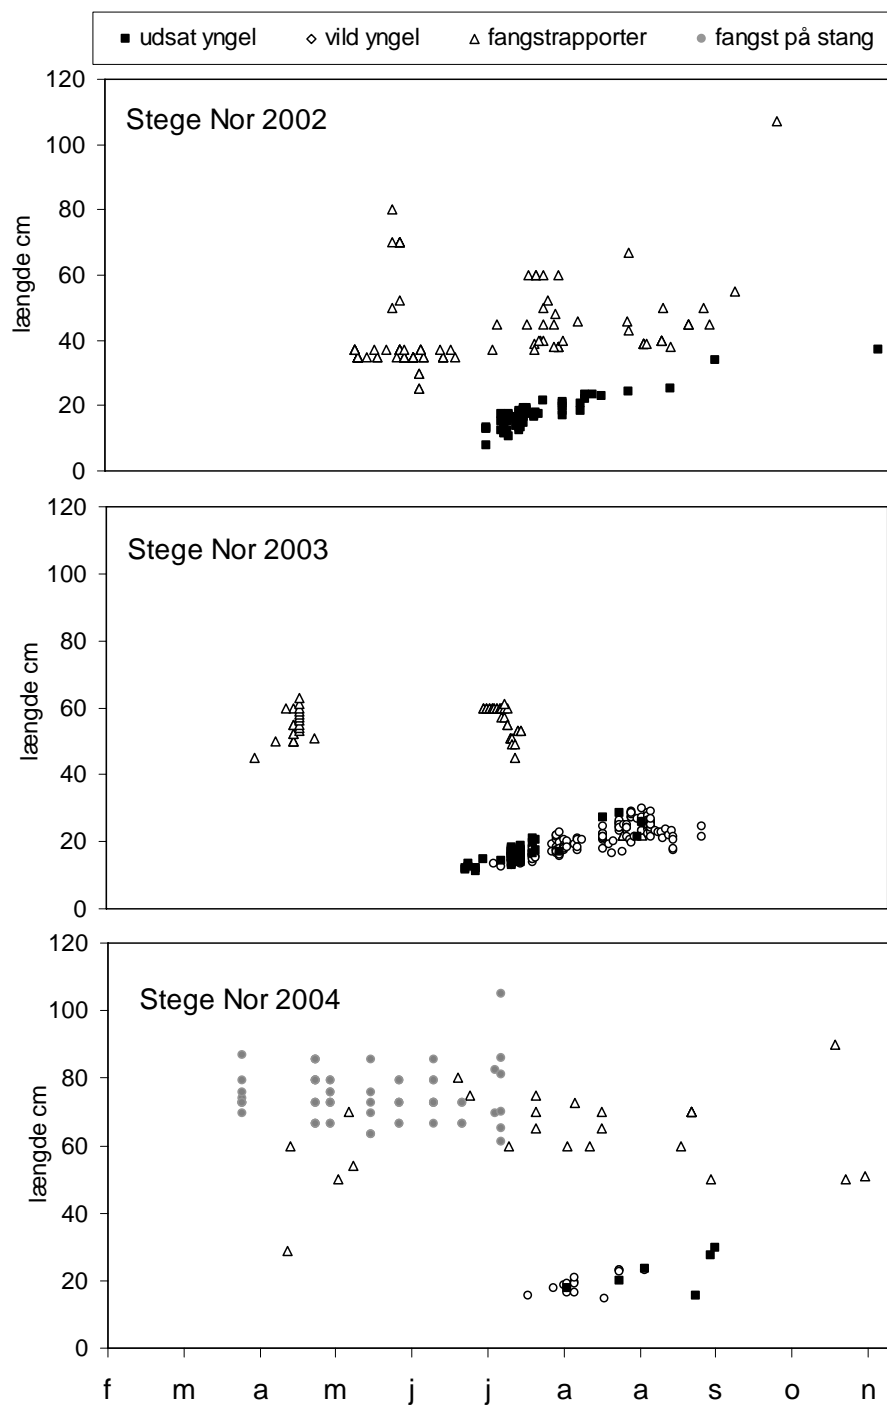 udsat yngel vild yngel fangstrapporter fangst på stang
120
100
80
60
40
20
0
længde cm
Stege Nor 2002
120
100
80
60
40
20
0
længde cm
Stege Nor 2003
120
100
80
60
40
20
0
længde cm
Stege Nor 2004
f m a m j j a a s o n